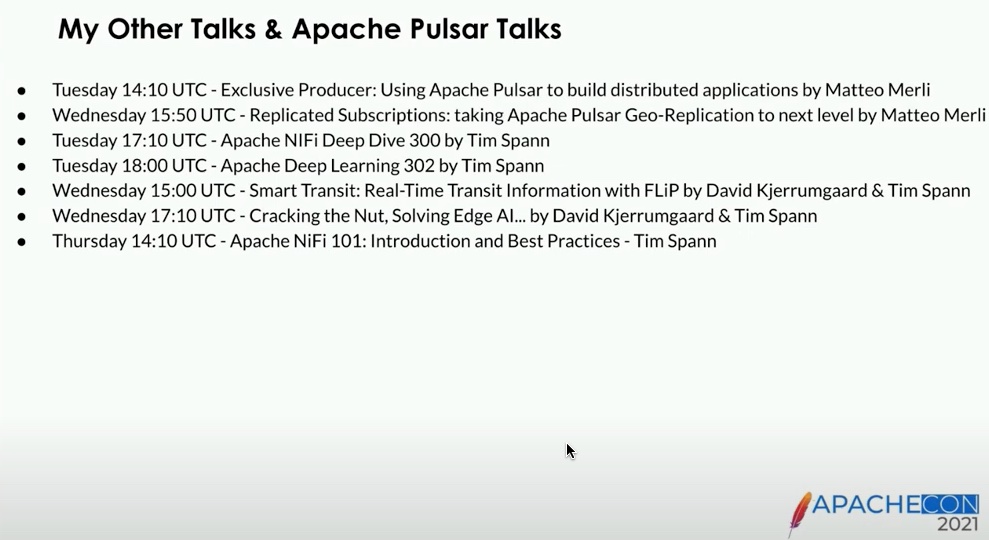 My Other Talks & Apache Pulsar Talks
● Tuesday 14:10 UTC - Exclusive Producer: Using Apache Pulsar to build distributed applications by Matteo Merli
● Wednesday 15:50 UTC - Replicated Subscriptions: taking Apache Pulsar Geo-Replication to next level by Matteo Merli
● Tuesday 17:10 UTC - Apache NIFi Deep Dive 300 by Tim Spann
● Tuesday 18:00 UTC - Apache Deep Learning 302 by Tim Spann
● Wednesday 15:00 UTC - Smart Transit: Real-Time Transit Information with FLiP by David Kjerrumgaard & Tim Spann
● Wednesday 17:10 UTC - Cracking the Nut, Solving Edge AI... by David Kjerrumgaard & Tim Spann
● Thursday 14:10 UTC - Apache NiFi 101: Introduction and Best Practices - Tim Spann
APACHECON
2021